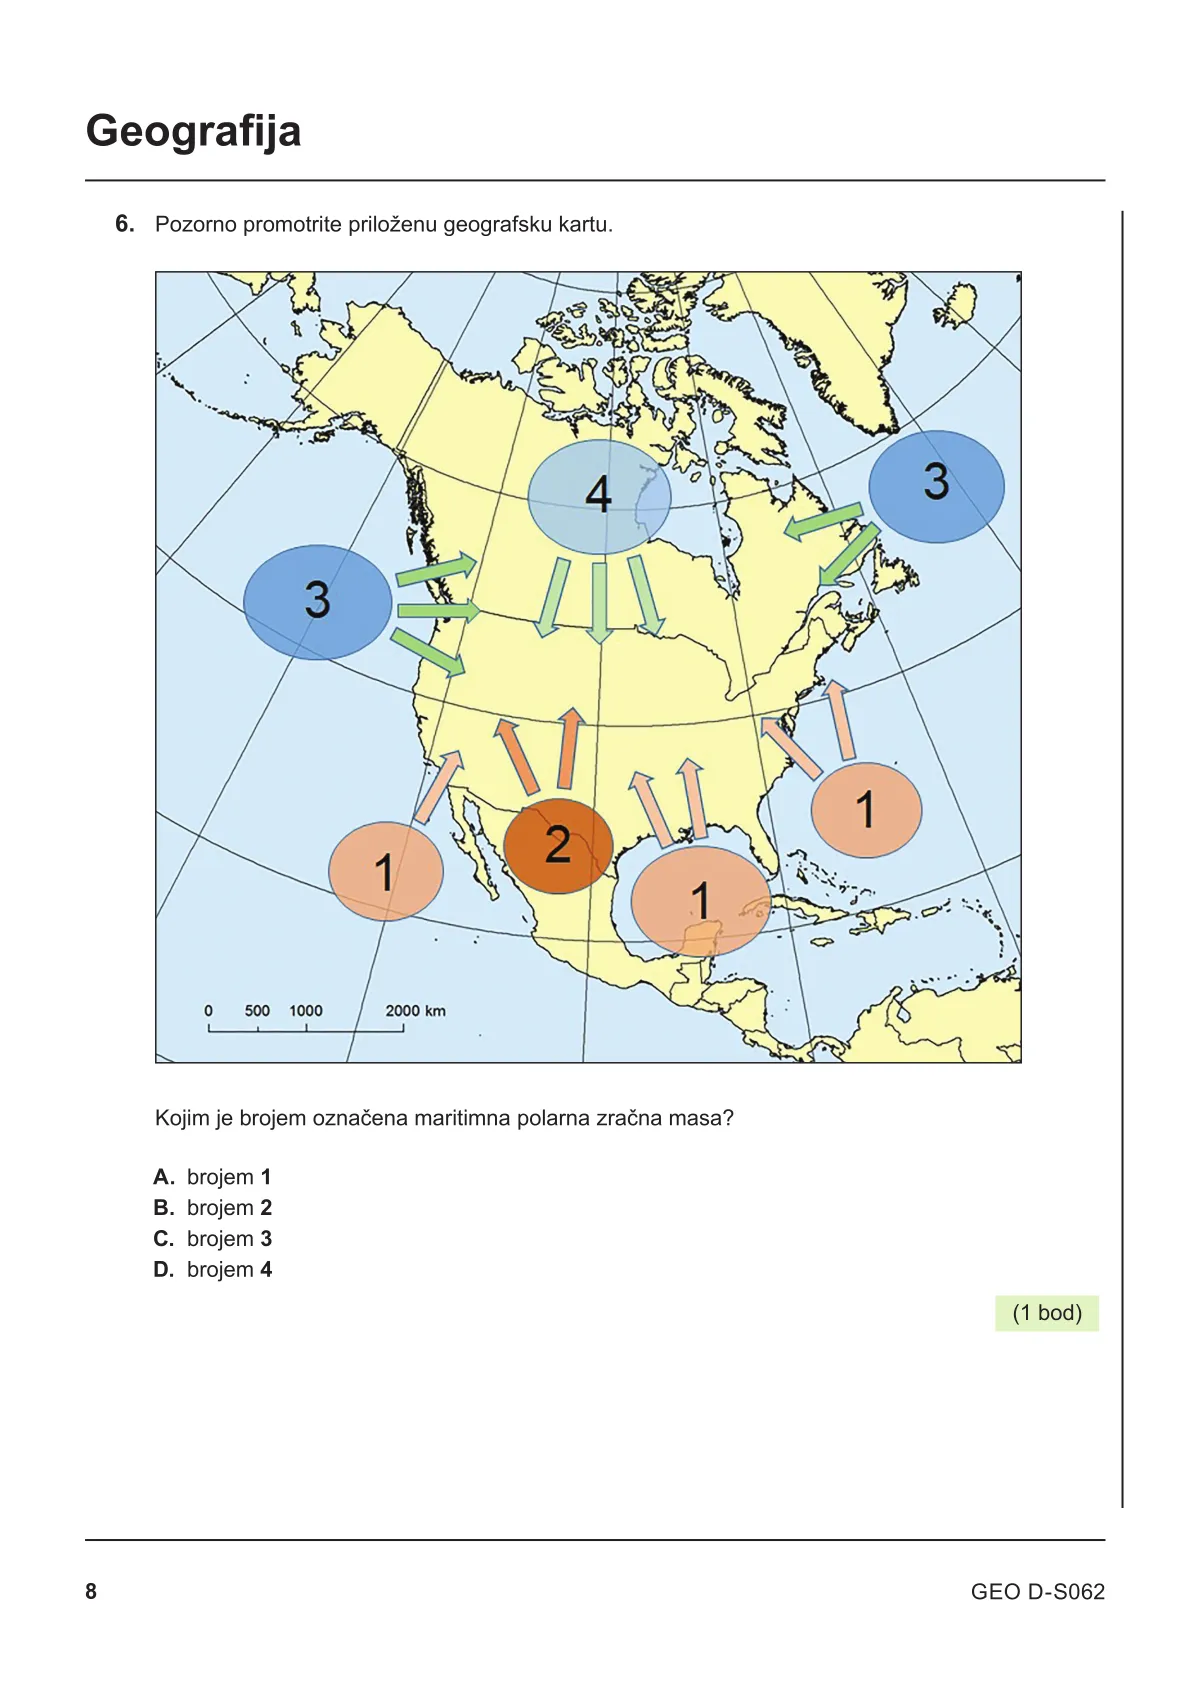 Geografija
6. Pozorno promotrite priloženu geografsku kartu.
4
3
3
2
1
1
1
0 500 1000 2000 km
Kojim je brojem označena maritimna polarna zračna masa?
A. brojem 1
B. brojem 2
C. brojem 3
D. brojem 4
(1 bod)
8
GEO D-S062